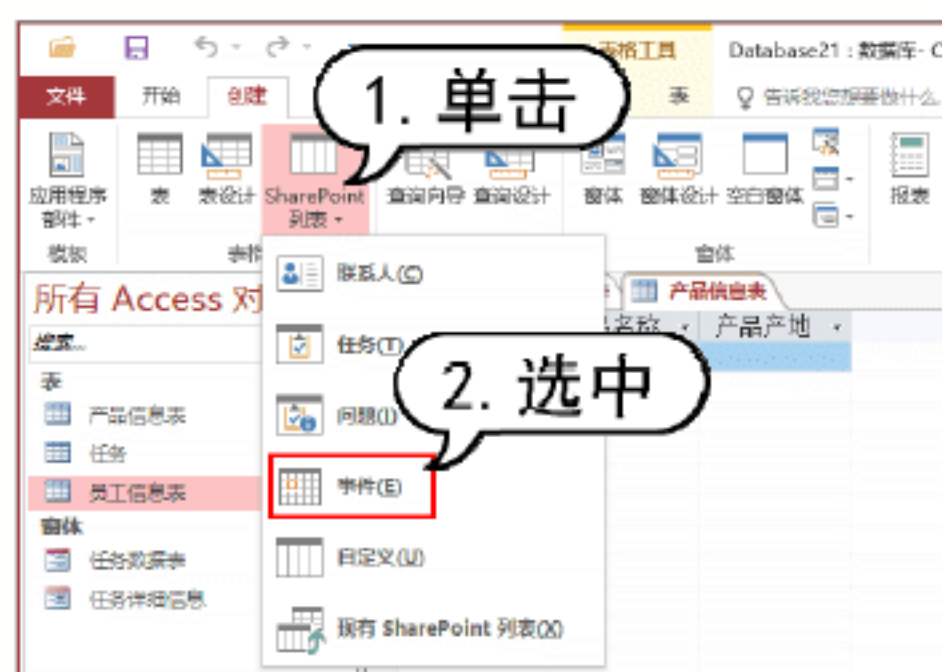 表格工具
Database21 : 数据库- C
文件
开始
创建
1. 单击
表
告诉我您想要做什么
应用程序
部件
表
表设计
SharePoint
列表
查询向导
查询设计
窗体
窗体设计
空白窗体
报表
模板
表格
窗体
联系人(C)
任务(T)
问题(I)
事件(E)
自定义(U)
现有 SharePoint 列表(X)
2. 选中
所有 Access 对
搜索...
表
产品信息表
任务
员工信息表
窗体
任务数据表
任务详细信息
产品信息表
名称
产品产地